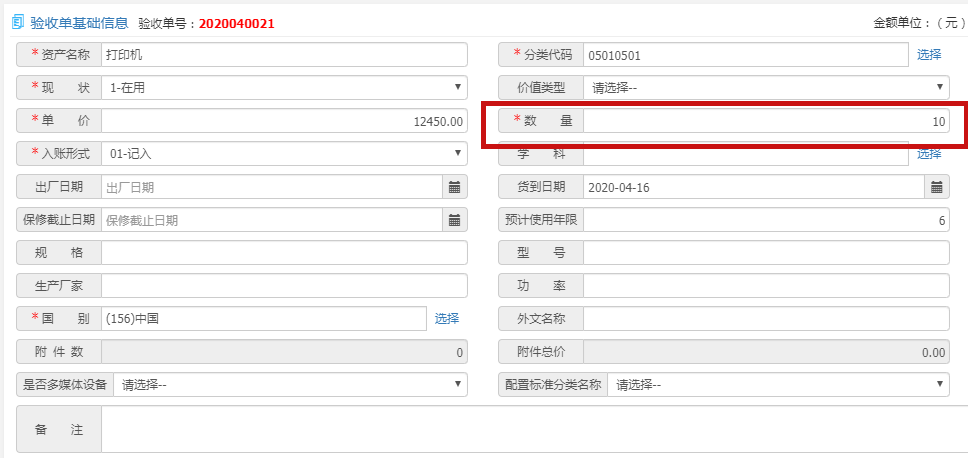 验收单基础信息 验收单号：2020040021 金额单位：（元）
*资产名称 打印机 *分类代码 05010501 选择
*现 状 1-在用 价值类型 请选择--
*单 价 12450.00 *数 量 10
*入账形式 01-记入 学 科 选择
出厂日期 出厂日期 货到日期 2020-04-16
保修截止日期 保修截止日期 预计使用年限 6
规 格 型 号
生产厂家 功 率
*国 别 (156)中国 选择 外文名称
附 件 数 0 附件总价 0.00
是否多媒体设备 请选择-- 配置标准分类名称 请选择--
备 注